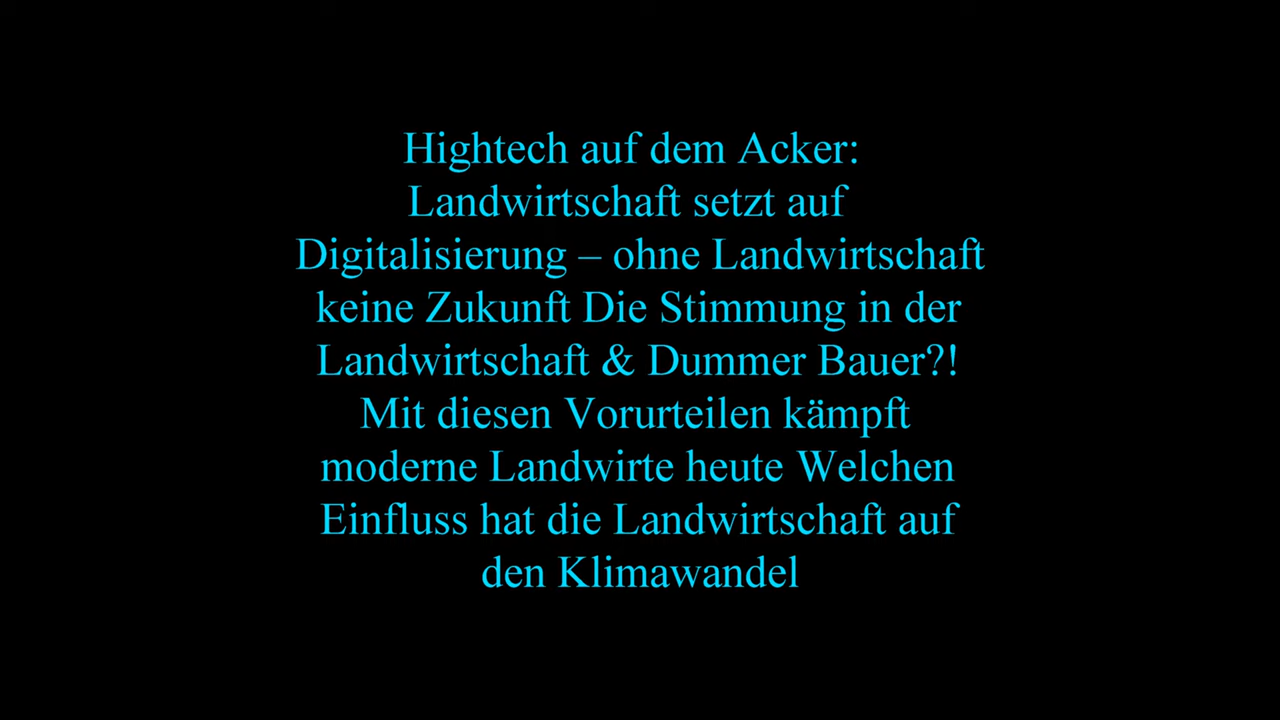 Hightech auf dem Acker:
Landwirtschaft setzt auf
Digitalisierung – ohne Landwirtschaft
keine Zukunft Die Stimmung in der
Landwirtschaft & Dummer Bauer?!
Mit diesen Vorurteilen kämpft
moderne Landwirte heute Welchen
Einfluss hat die Landwirtschaft auf
den Klimawandel